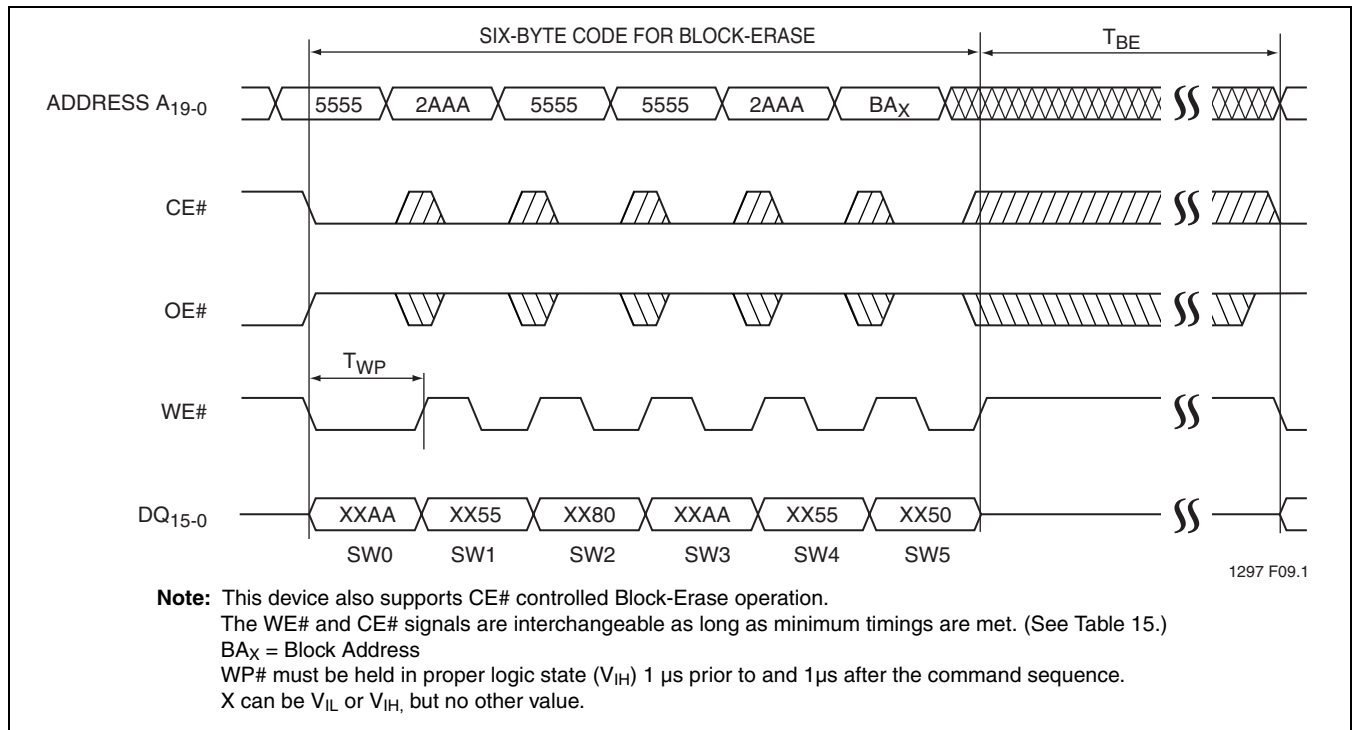 SIX-BYTE CODE FOR BLOCK-ERASE TBE
ADDRESS A19-0 5555 2AAA 5555 5555 2AAA BAX
CE#
OE#
TWP
WE#
DQ15-0 XXAA XX55 XX80 XXAA XX55 XX50
SW0 SW1 SW2 SW3 SW4 SW5
1297 F09.1
Note: This device also supports CE# controlled Block-Erase operation.
The WE# and CE# signals are interchangeable as long as minimum timings are met. (See Table 15.)
BAX = Block Address
WP# must be held in proper logic state (VIH) 1 µs prior to and 1µs after the command sequence.
X can be VIL or VIH, but no other value.